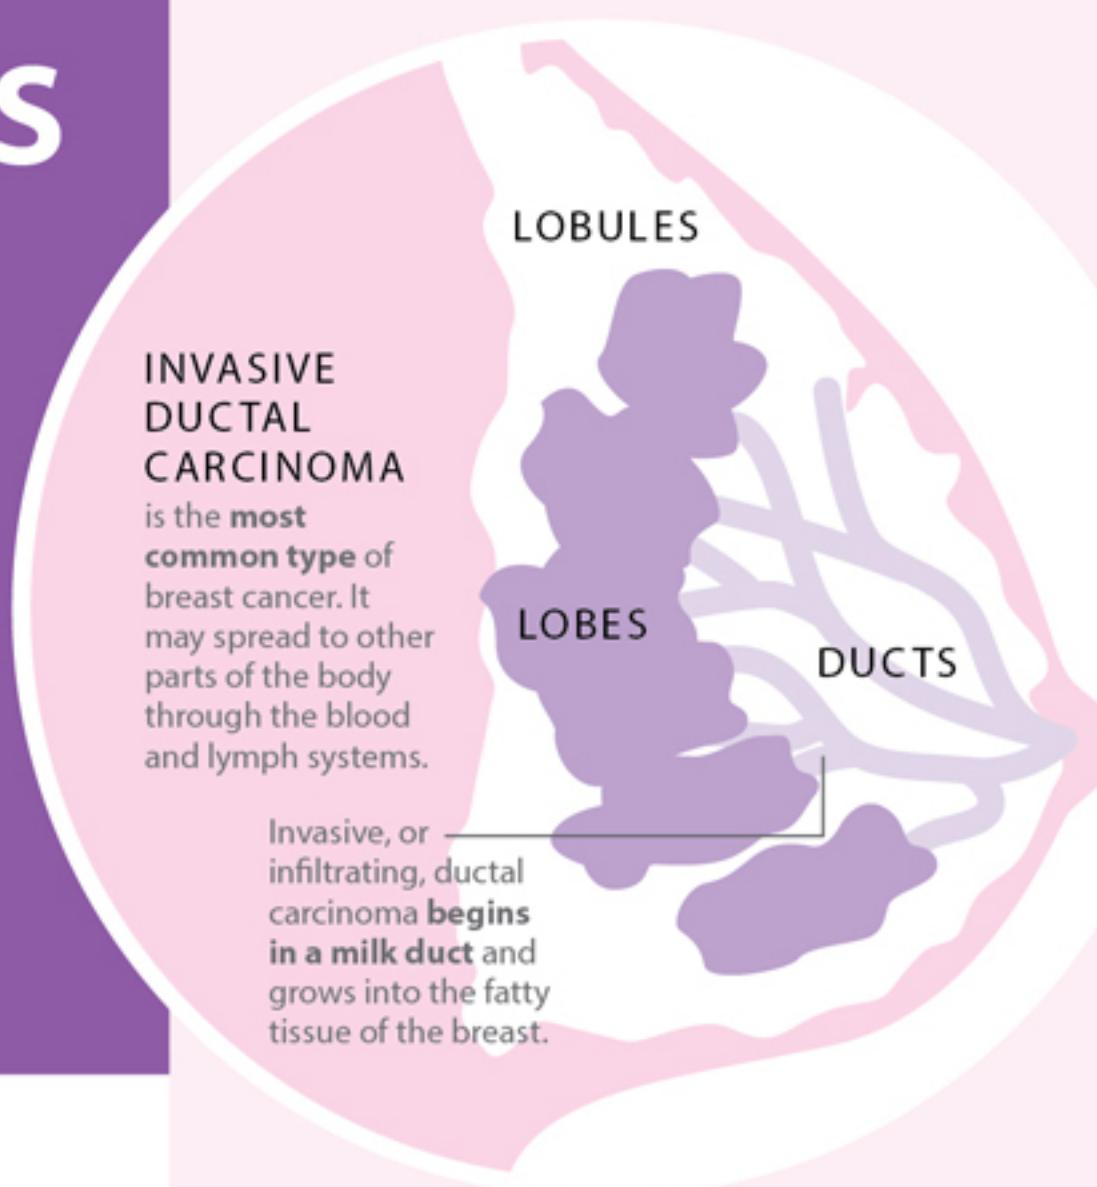 S
LOBULES
INVASIVE
DUCTAL
CARCINOMA
is the most
common type of
breast cancer. It
may spread to other
parts of the body
through the blood
and lymph systems.
LOBES
DUCTS
Invasive, or
infiltrating, ductal
carcinoma begins
in a milk duct and
grows into the fatty
tissue of the breast.